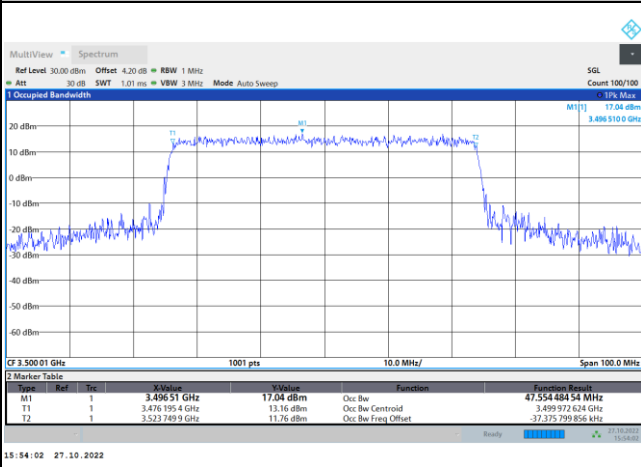 MultiView Spectrum
Ref Level 30.00 dBm Offset 4.20 dB RBW 1 MHz SGL
Att 30 dB SWT 1.01 ms VBW 3 MHz Mode Auto Sweep Count 100/100
1 Occupied Bandwidth 1Pk Max
M1[1] 17.04 dBm
3.496 510 0 GHz
M1
T1 T2
20 dBm
10 dBm
0 dBm
-10 dBm
-20 dBm
-30 dBm
-40 dBm
-50 dBm
-60 dBm
CF 3.500 01 GHz 1001 pts 10.0 MHz/ Span 100.0 MHz
2 Marker Table
Type Ref Trc X-Value Y-Value Function Function Result
M1 1 3.496 51 GHz 17.04 dBm Occ Bw 47.554 484 54 MHz
T1 1 3.476 195 4 GHz 13.16 dBm Occ Bw Centroid 3.499 972 624 GHz
T2 1 3.523 749 9 GHz 11.76 dBm Occ Bw Freq Offset -37.375 799 856 kHz
Ready 27.10.2022
15:54:02
15:54:02 27.10.2022